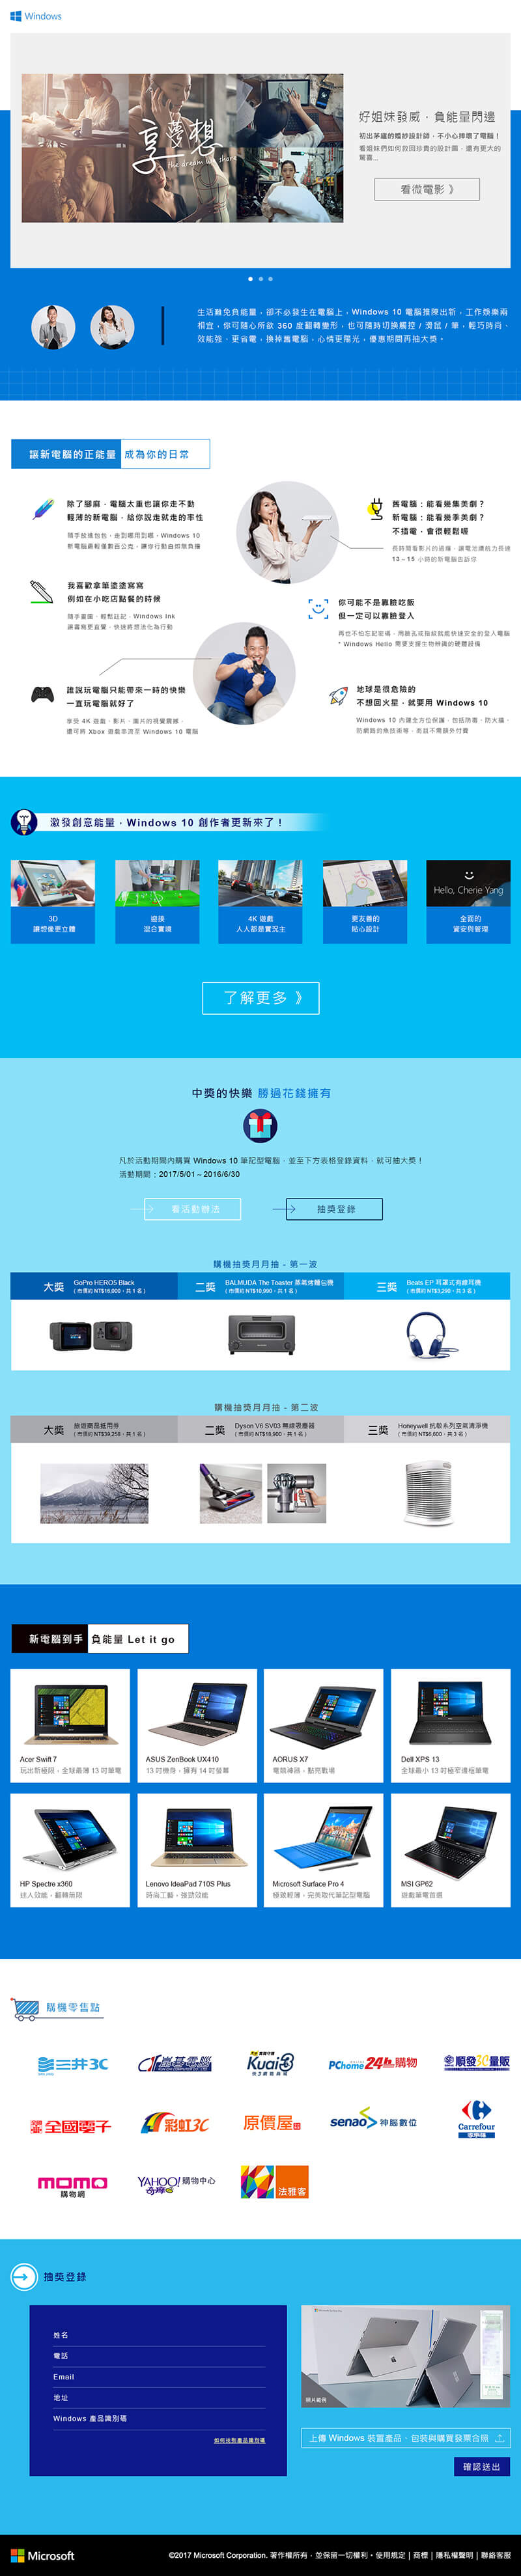 Windows
享夢想
the dream we share
好姐妹發威，負能量閃邊
初出茅廬的婚紗設計師，不小心摔壞了電腦！
看姐妹們如何救回珍貴的設計圖，還有更大的
驚喜...
看微電影 》
生活難免負能量，卻不必發生在電腦上，Windows 10 電腦推陳出新，工作娛樂兩
相宜，你可隨心所欲 360 度翻轉變形，也可隨時切換觸控 / 滑鼠 / 筆，輕巧時尚、
效能強、更省電，換掉舊電腦，心情更陽光，優惠期間再抽大獎。
讓新電腦的正能量 成為你的日常
除了腳麻，電腦太重也讓你走不動
輕薄的新電腦，給你說走就走的率性
隨手放進包包，走到哪用到哪，Windows 10
新電腦最輕僅數百公克，讓你行動自如無負擔
舊電腦：能看幾集美劇？
新電腦：能看幾季美劇？
不插電，會很輕鬆喔
長時間看影片的過癮，讓電池續航力長達
13 ~ 15 小時的新電腦告訴你
我喜歡拿筆塗塗寫寫
例如在小吃店點餐的時候
隨手畫圖、輕鬆註記，Windows Ink
讓書寫更直覺，快速將想法化為行動
你可能不是靠臉吃飯
但一定可以靠臉登入
再也不怕忘記密碼，用臉孔或指紋就能快速安全的登入電腦
* Windows Hello 需要支援生物辨識的硬體設備
誰說玩電腦只能帶來一時的快樂
一直玩電腦就好了
享受 4K 遊戲、影片、圖片的視覺震撼，
還可將 Xbox 遊戲串流至 Windows 10 電腦
地球是很危險的
不想回火星，就要用 Windows 10
Windows 10 內建全方位保護，包括防毒、防火牆、
防網路釣魚技術等，而且不需額外付費
激發創意能量，Windows 10 創作者更新來了！
Hello, Cherie Yang
3D
讓想像更立體
迎接
混合實境
4K 遊戲
人人都是實況主
更友善的
貼心設計
全面的
資安與管理
了解更多 》
中獎的快樂 勝過花錢擁有
凡於活動期間內購買 Windows 10 筆記型電腦，並至下方表格登錄資料，就可抽大獎！
活動期間：2017/5/01 ~ 2016/6/30
看活動辦法
抽獎登錄
購機抽獎月月抽 - 第一波
大獎 GoPro HERO5 Black
( 市價約 NT$16,000，共 1 名 )
二獎 BALMUDA The Toaster 蒸氣烤麵包機
( 市價約 NT$10,990，共 1 名 )
三獎 Beats EP 耳罩式有線耳機
( 市價約 NT$3,290，共 3 名 )
購機抽獎月月抽 - 第二波
大獎 旅遊商品抵用券
( 市價約 NT$39,258，共 1 名 )
二獎 Dyson V6 SV03 無線吸塵器
( 市價約 NT$15,900，共 1 名 )
三獎 Honeywell 抗敏系列空氣清淨機
( 市價約 NT$6,600，共 3 名 )
新電腦到手 負能量 Let it go
Acer Swift 7
玩出新極限，全球最薄 13 吋筆電
ASUS ZenBook UX410
13 吋機身，擁有 14 吋螢幕
AORUS X7
電競神器，點亮戰場
Dell XPS 13
全球最小 13 吋極窄邊框筆電
HP Spectre x360
迷人效能，翻轉無限
Lenovo IdeaPad 710S Plus
時尚工藝，強勁效能
Microsoft Surface Pro 4
極致輕薄，完美取代筆記型電腦
MSI GP62
遊戲筆電首選
購機零售點
三井3C
Kuai3
PChome 24h 購物
順發3C量販
全國電子
彩虹3C
原價屋
senao 神腦數位
Carrefour
家樂福
momo
購物網
YAHOO! 購物中心
奇摩
法雅客
抽獎登錄
姓名
電話
Email
地址
Windows 產品識別碼
如何找到產品識別碼
照片範例
上傳 Windows 裝置產品、包裝與購買發票合照
確認送出
Microsoft
©2017 Microsoft Corporation. 著作權所有，並保留一切權利。使用規定 | 商標 | 隱私權聲明 | 聯絡客服